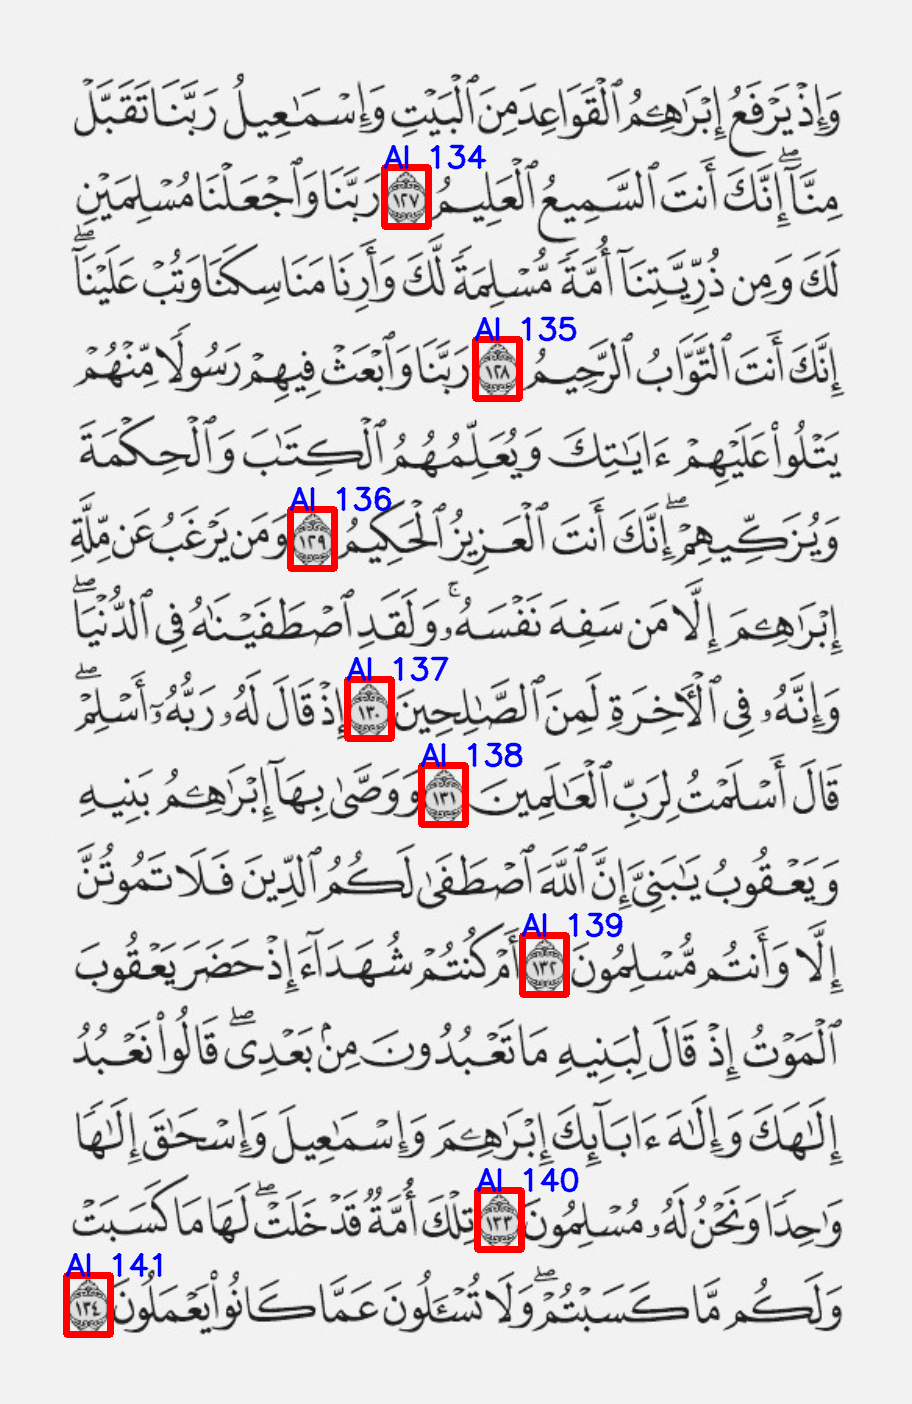 وَإِذْ يَرْفَعُ إِبْرَٰهِـۧمُ ٱلْقَوَاعِدَ مِنَ ٱلْبَيْتِ وَإِسْمَـٰعِيلُ رَبَّنَا تَقَبَّلْ
AI 134
مِنَّآ ۖ إِنَّكَ أَنتَ ٱلسَّمِيعُ ٱلْعَلِيمُ ١٢٧ رَبَّنَا وَٱجْعَلْنَا مُسْلِمَيْنِ
لَكَ وَمِن ذُرِّيَّتِنَآ أُمَّةً مُّسْلِمَةً لَّكَ وَأَرِنَا مَنَاسِكَنَا وَتُبْ عَلَيْنَآ ۖ
AI 135
إِنَّكَ أَنتَ ٱلتَّوَّابُ ٱلرَّحِيمُ ١٢٨ رَبَّنَا وَٱبْعَثْ فِيهِمْ رَسُولًا مِّنْهُمْ
يَتْلُوا۟ عَلَيْهِمْ ءَايَـٰتِكَ وَيُعَلِّمُهُمُ ٱلْكِتَـٰبَ وَٱلْحِكْمَةَ
AI 136
وَيُزَكِّيهِمْ ۖ إِنَّكَ أَنتَ ٱلْعَزِيزُ ٱلْحَكِيمُ ١٢٩ وَمَن يَرْغَبُ عَن مِّلَّةِ
إِبْرَٰهِـۧمَ إِلَّا مَن سَفِهَ نَفْسَهُۥ ۚ وَلَقَدِ ٱصْطَفَيْنَـٰهُ فِى ٱلدُّنْيَا ۖ
AI 137
وَإِنَّهُۥ فِى ٱلْـَٔاخِرَةِ لَمِنَ ٱلصَّـٰلِحِينَ ١٣٠ إِذْ قَالَ لَهُۥ رَبُّهُۥٓ أَسْلِمْ ۖ
AI 138
قَالَ أَسْلَمْتُ لِرَبِّ ٱلْعَـٰلَمِينَ ١٣١ وَوَصَّىٰ بِهَآ إِبْرَٰهِـۧمُ بَنِيهِ
وَيَعْقُوبُ يَـٰبَنِىَّ إِنَّ ٱللَّهَ ٱصْطَفَىٰ لَكُمُ ٱلدِّينَ فَلَا تَمُوتُنَّ
AI 139
إِلَّا وَأَنتُم مُّسْلِمُونَ ١٣٢ أَمْ كُنتُمْ شُهَدَآءَ إِذْ حَضَرَ يَعْقُوبَ
ٱلْمَوْتُ إِذْ قَالَ لِبَنِيهِ مَا تَعْبُدُونَ مِنۢ بَعْدِى ۖ قَالُوا۟ نَعْبُدُ
إِلَـٰهَكَ وَإِلَـٰهَ ءَابَآئِكَ إِبْرَٰهِـۧمَ وَإِسْمَـٰعِيلَ وَإِسْحَـٰقَ إِلَـٰهًا
AI 140
وَٰحِدًا وَنَحْنُ لَهُۥ مُسْلِمُونَ ١٣٣ تِلْكَ أُمَّةٌ قَدْ خَلَتْ ۖ لَهَا مَا كَسَبَتْ
AI 141
وَلَكُم مَّا كَسَبْتُمْ ۖ وَلَا تُسْـَٔلُونَ عَمَّا كَانُوا۟ يَعْمَلُونَ ١٣٤